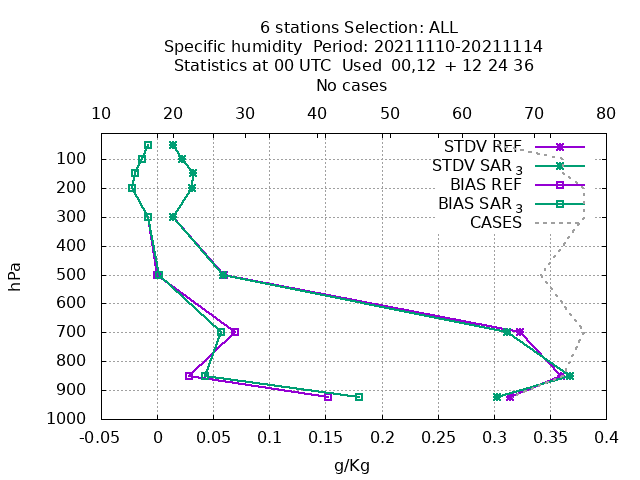 6 stations Selection: ALL
Specific humidity  Period: 20211110-20211114
Statistics at 00 UTC  Used  00,12  + 12 24 36
No cases
10 20 30 40 50 60 70 80
STDV REF
STDV SAR 3
BIAS REF
BIAS SAR 3
CASES
100
200
300
400
500
600
700
800
900
1000
hPa
-0.05 0 0.05 0.1 0.15 0.2 0.25 0.3 0.35 0.4
g/Kg